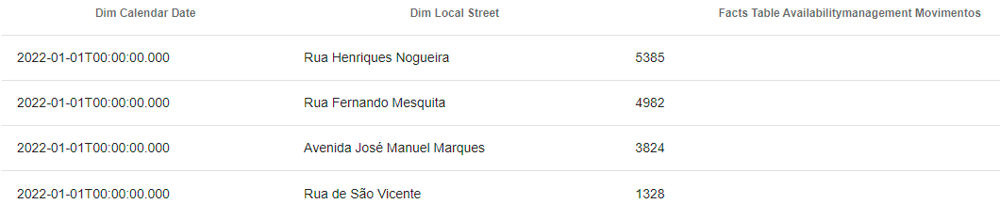 Dim Calendar Date Dim Local Street Facts Table Availabilitymanagement Movimentos
2022-01-01T00:00:00.000 Rua Henriques Nogueira 5385
2022-01-01T00:00:00.000 Rua Fernando Mesquita 4982
2022-01-01T00:00:00.000 Avenida José Manuel Marques 3824
2022-01-01T00:00:00.000 Rua de São Vicente 1328